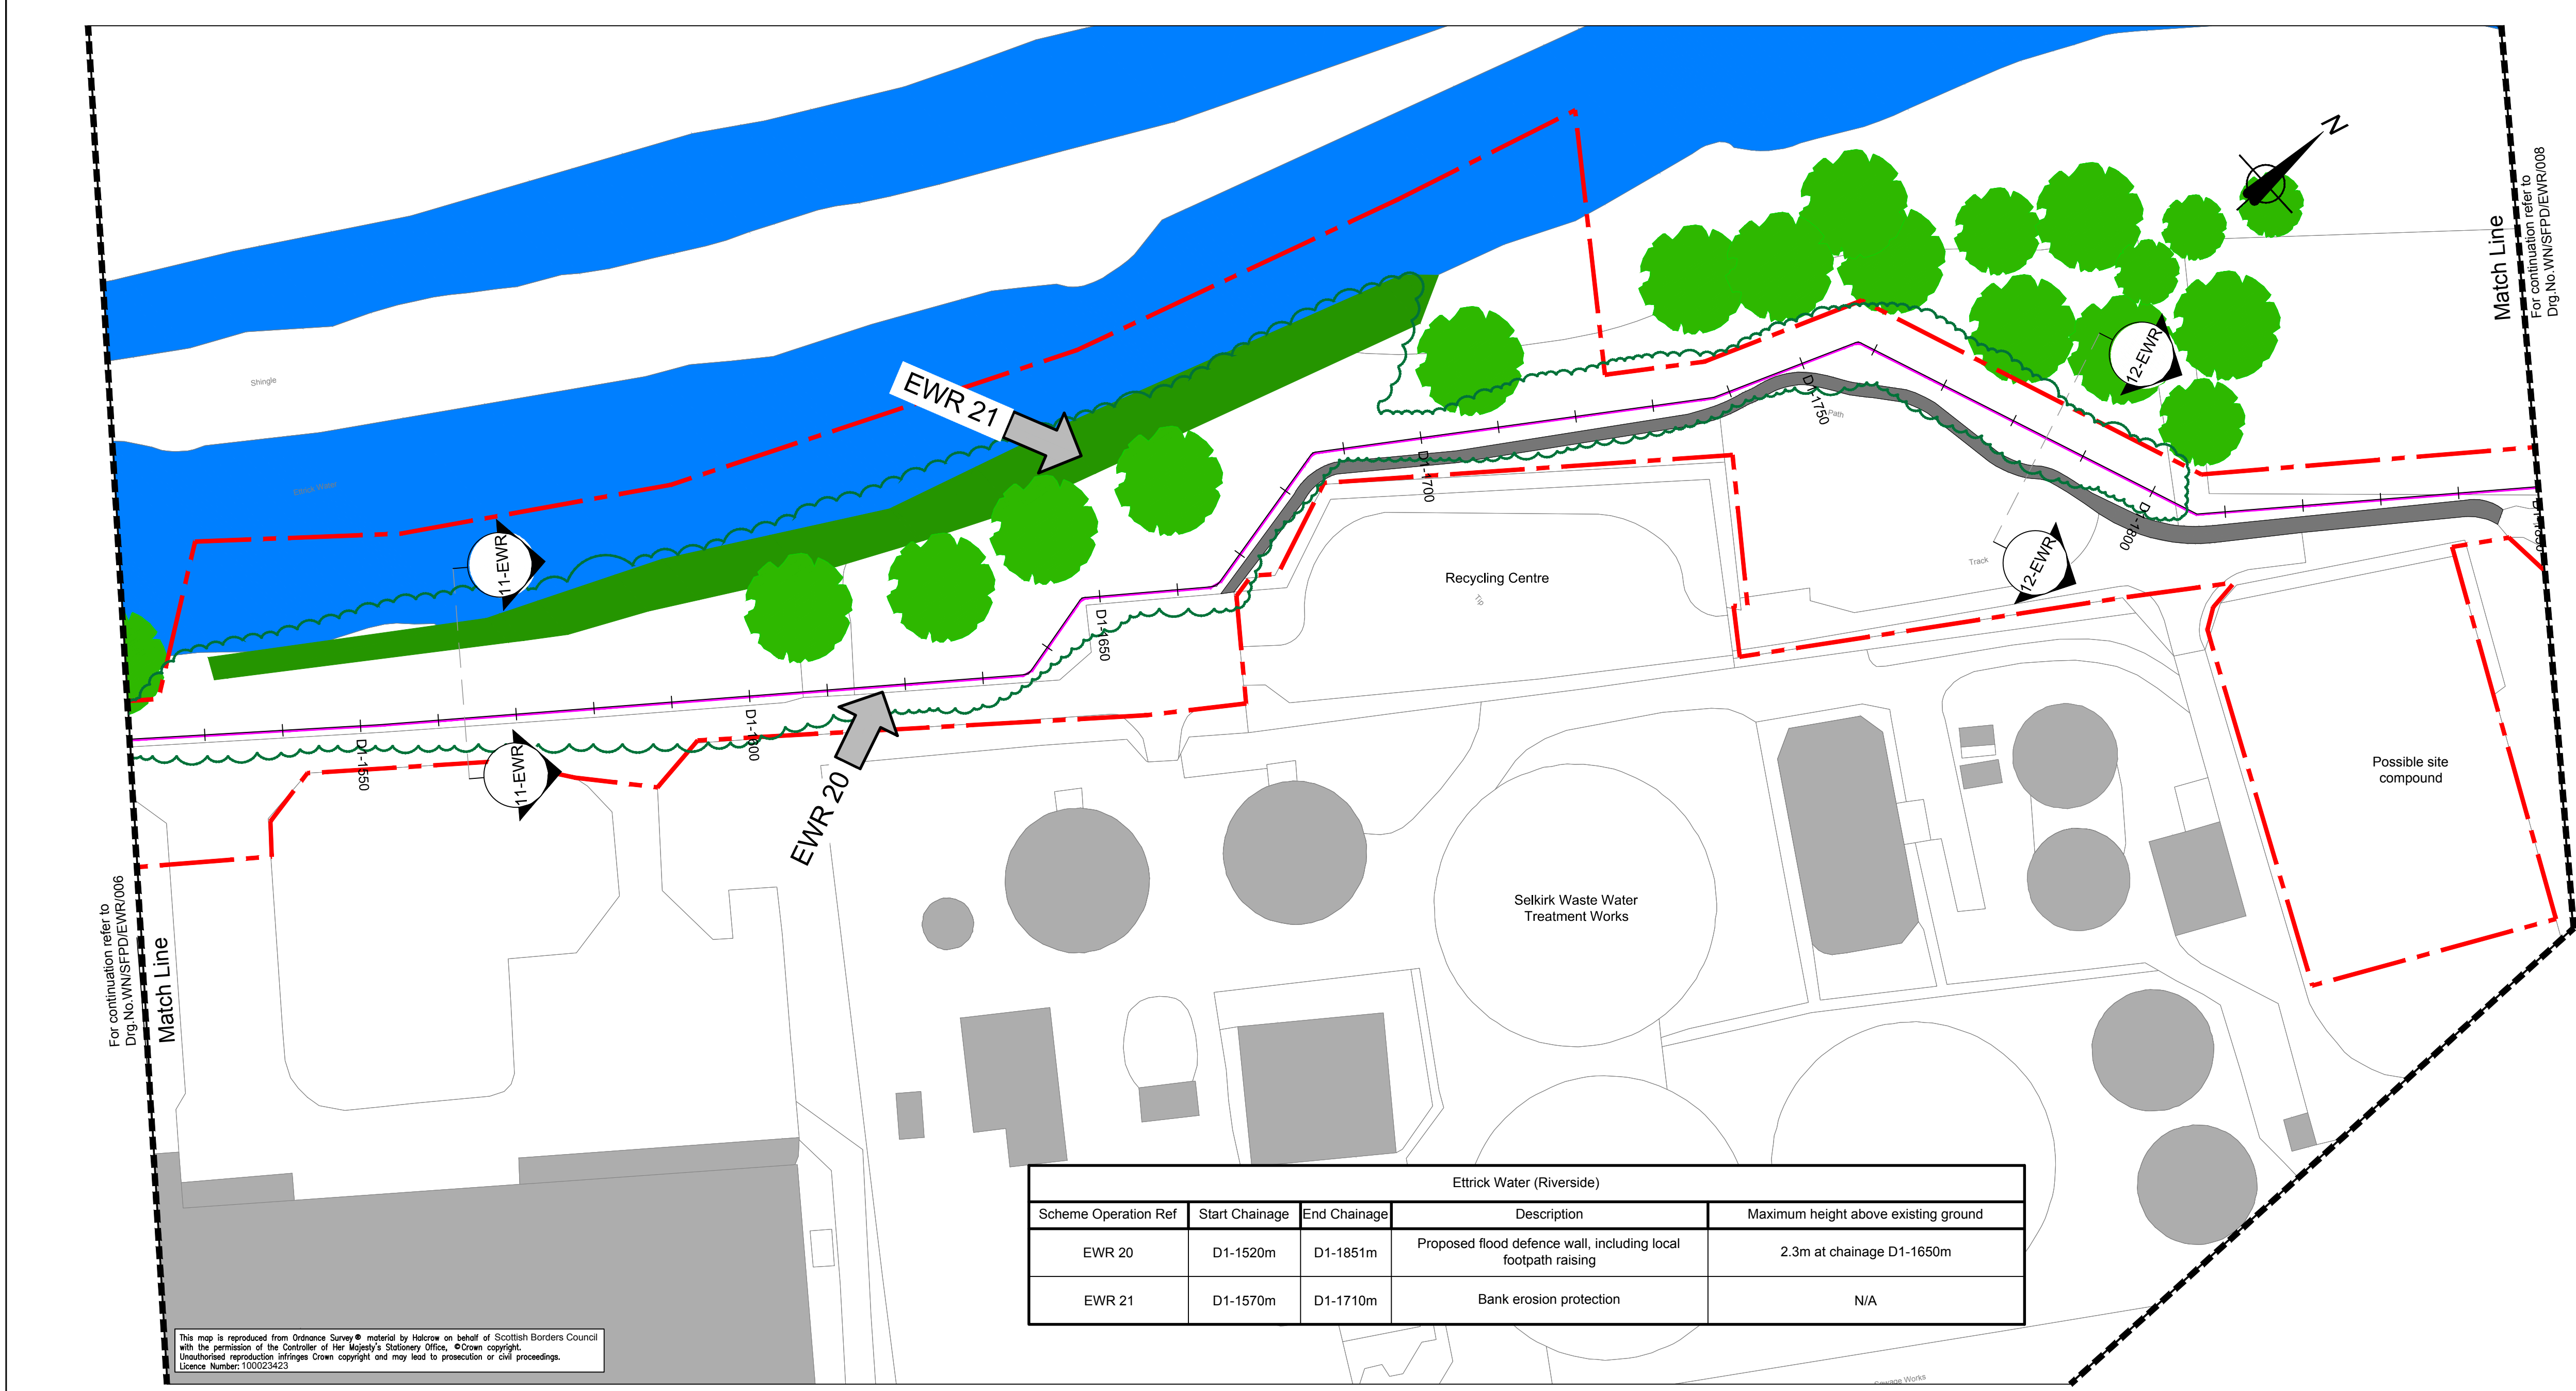 N
Match Line
For continuation refer to
Drg.No.WN/SFPD/EWR/008
Shingle
Ettrick Water
EWR 21
11-EWR
11-EWR
12-EWR
12-EWR
D1-1550
D1-1600
D1-1650
D1-1700
D1-1750
D1-1800
Path
Track
Recycling Centre
Tip
EWR 20
Possible site
compound
Selkirk Waste Water
Treatment Works
For continuation refer to
Drg.No.WN/SFPD/EWR/006
Match Line
Ettrick Water (Riverside)
Scheme Operation Ref Start Chainage End Chainage Description Maximum height above existing ground
EWR 20 D1-1520m D1-1851m Proposed flood defence wall, including local footpath raising 2.3m at chainage D1-1650m
EWR 21 D1-1570m D1-1710m Bank erosion protection N/A
Sewage Works
This map is reproduced from Ordnance Survey® material by Halcrow on behalf of Scottish Borders Council
with the permission of the Controller of Her Majesty's Stationery Office, ©Crown copyright.
Unauthorised reproduction infringes Crown copyright and may lead to prosecution or civil proceedings.
Licence Number: 100023423